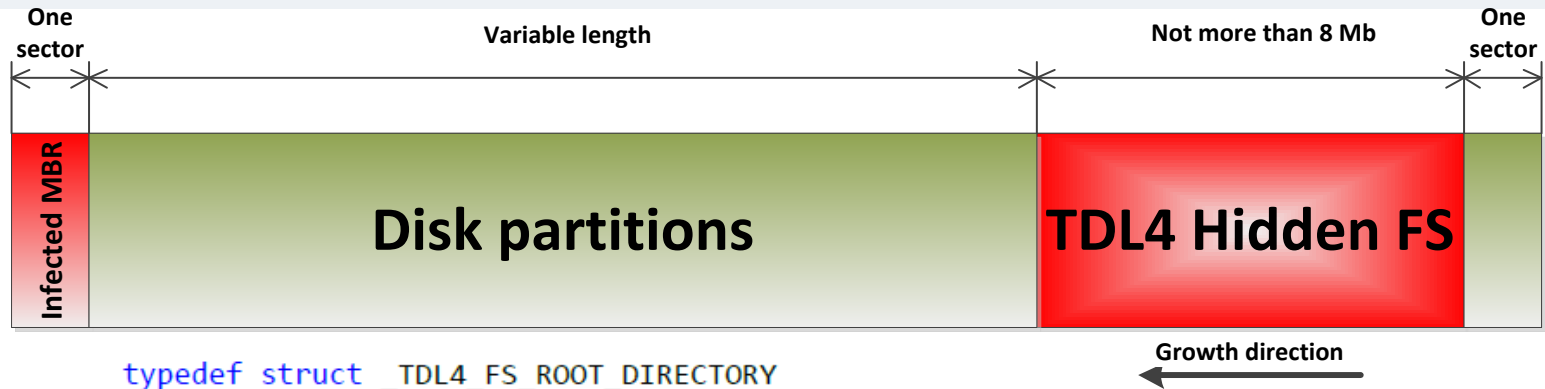 One
sector
Variable length
Not more than 8 Mb
One
sector
Infected MBR
Disk partitions
TDL4 Hidden FS
typedef struct _TDL4_FS_ROOT_DIRECTORY
Growth direction